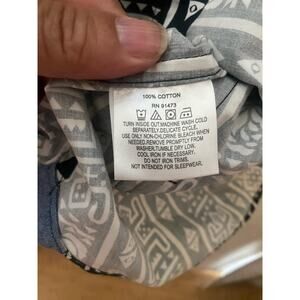 100% COTTON
RN 91473
TURN INSIDE OUT MACHINE WASH COLD
SEPARATELY, DELICATE CYCLE.
USE ONLY NON-CHLORINE BLEACH WHEN
NEEDED, REMOVE PROMPTLY FROM
WASHER, TUMBLE DRY LOW.
COOL IRON IF NECESSARY.
DO NOT IRON TRIMS.
NOT INTENDED FOR SLEEPWEAR.